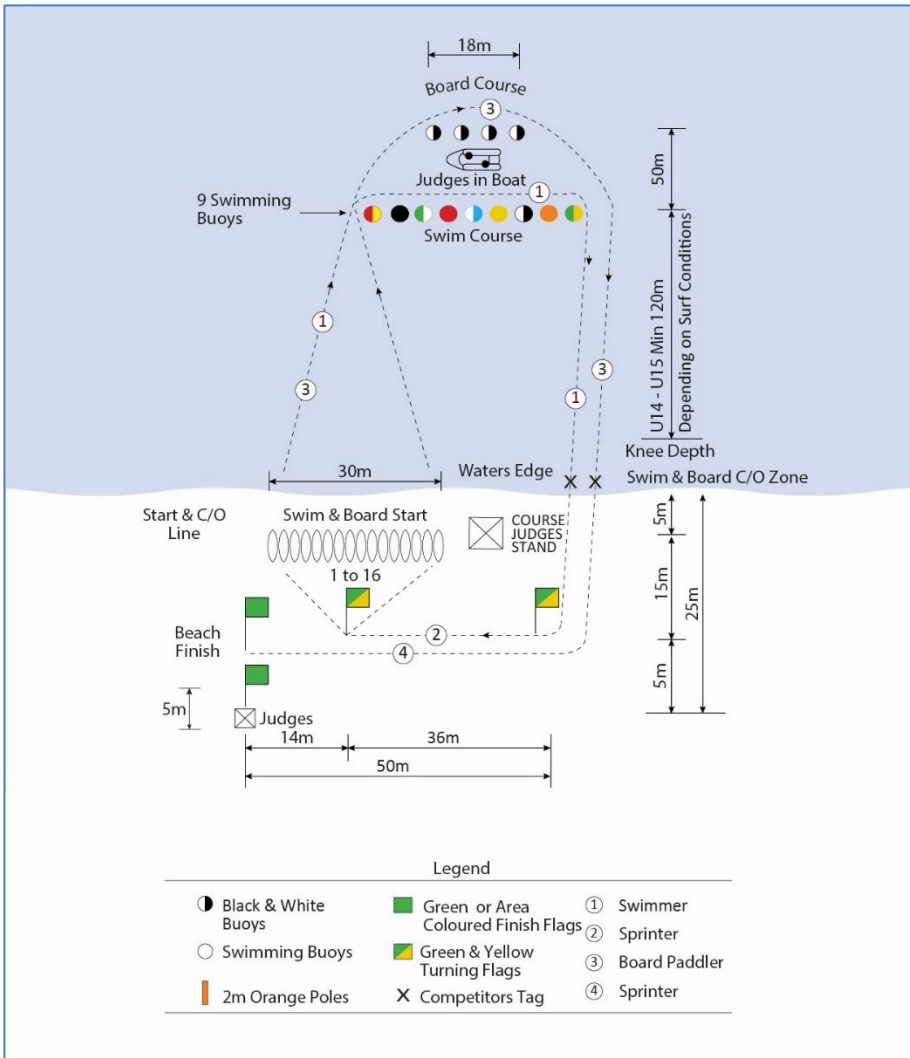 18m
Board Course
3
50m
Judges in Boat
1
9 Swimming
Buoys
Swim Course
U14 - U15 Min 120m
Depending on Surf Conditions
1
3
3
1
Knee Depth
30m
Waters Edge
Swim & Board C/O Zone
Start & C/O
Line
Swim & Board Start
COURSE
JUDGES
STAND
5m
1 to 16
15m
25m
Beach
Finish
2
4
5m
5m
Judges
14m
36m
50m
Legend
Black & White
Buoys
Green or Area
Coloured Finish Flags
1 Swimmer
2 Sprinter
Swimming Buoys
Green & Yellow
Turning Flags
3 Board Paddler
2m Orange Poles
X Competitors Tag
4 Sprinter